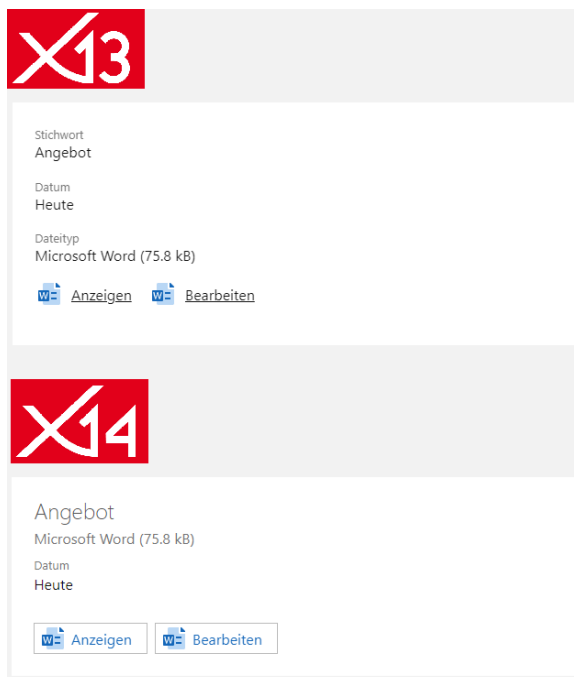 X13
Stichwort
Angebot
Datum
Heute
Dateityp
Microsoft Word (75.8 kB)
Anzeigen Bearbeiten
X14
Angebot
Microsoft Word (75.8 kB)
Datum
Heute
Anzeigen Bearbeiten